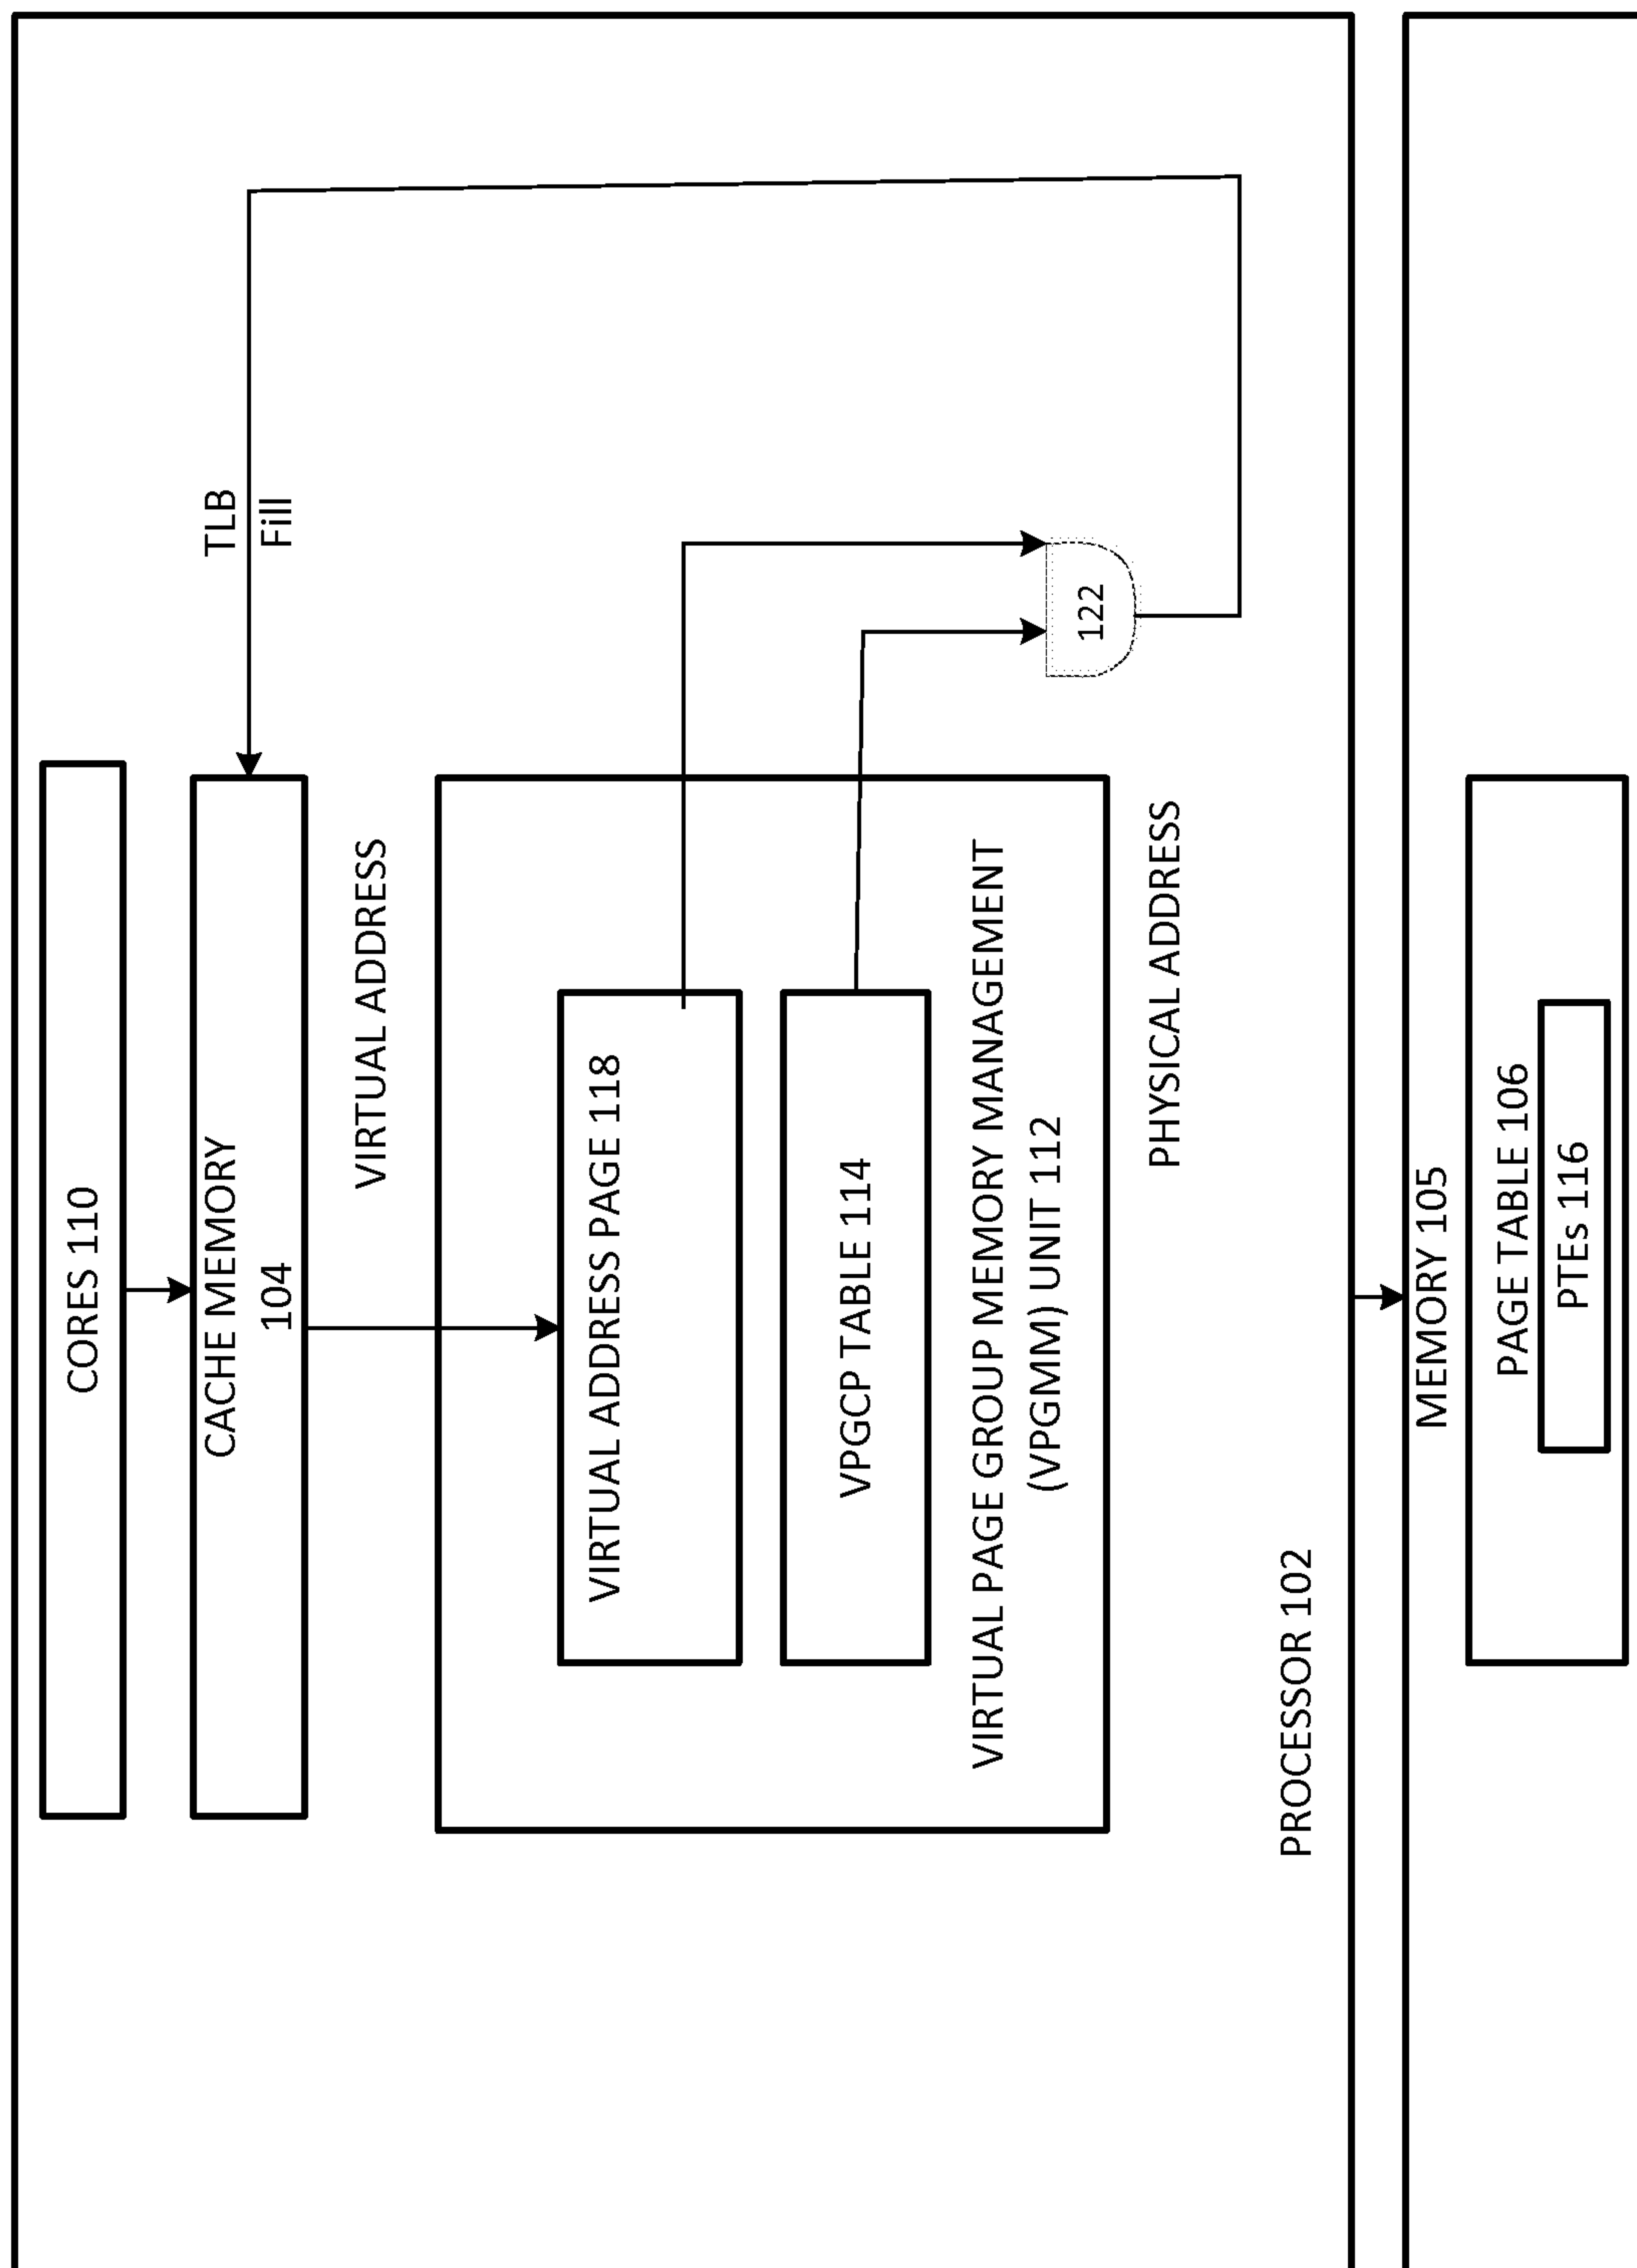 CORES 110
CACHE MEMORY
104
TLB
Fill
VIRTUAL ADDRESS
VIRTUAL ADDRESS PAGE 118
VPGCP TABLE 114
VIRTUAL PAGE GROUP MEMORY MANAGEMENT
(VPGMM) UNIT 112
122
PHYSICAL ADDRESS
PROCESSOR 102
MEMORY 105
PAGE TABLE 106
PTEs 116